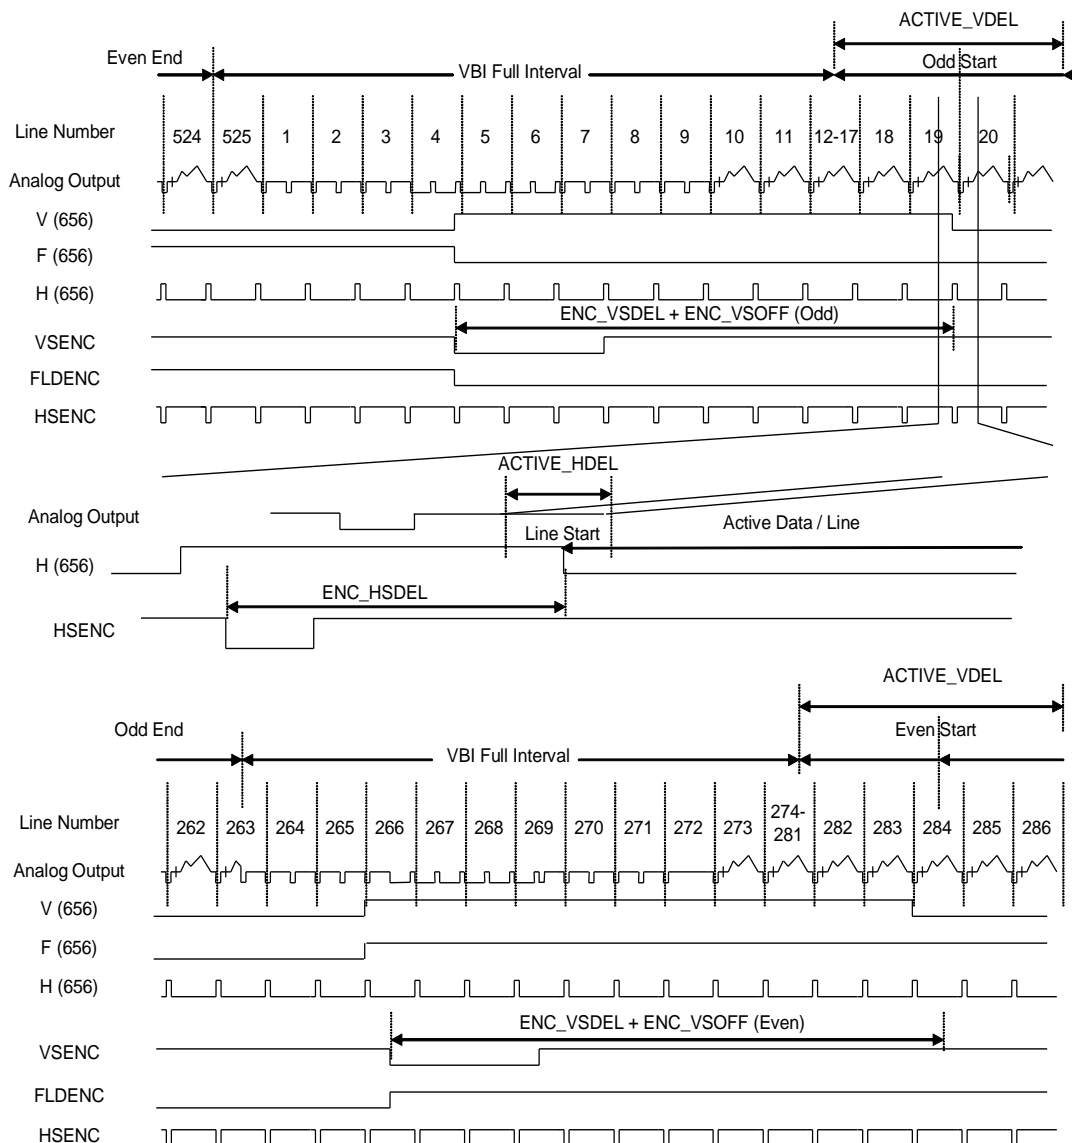 ACTIVE_VDEL
Even End
VBI Full Interval
Odd Start
Line Number 524 525 1 2 3 4 5 6 7 8 9 10 11 12-17 18 19 20
Analog Output
V (656)
F (656)
H (656)
ENC_VSDEL + ENC_VSOFF (Odd)
VSENC
FLDENC
HSENC
ACTIVE_HDEL
Analog Output
Line Start
Active Data / Line
H (656)
ENC_HSDEL
HSENC
ACTIVE_VDEL
Odd End
VBI Full Interval
Even Start
Line Number 262 263 264 265 266 267 268 269 270 271 272 273 274-281 282 283 284 285 286
Analog Output
V (656)
F (656)
H (656)
ENC_VSDEL + ENC_VSOFF (Even)
VSENC
FLDENC
HSENC